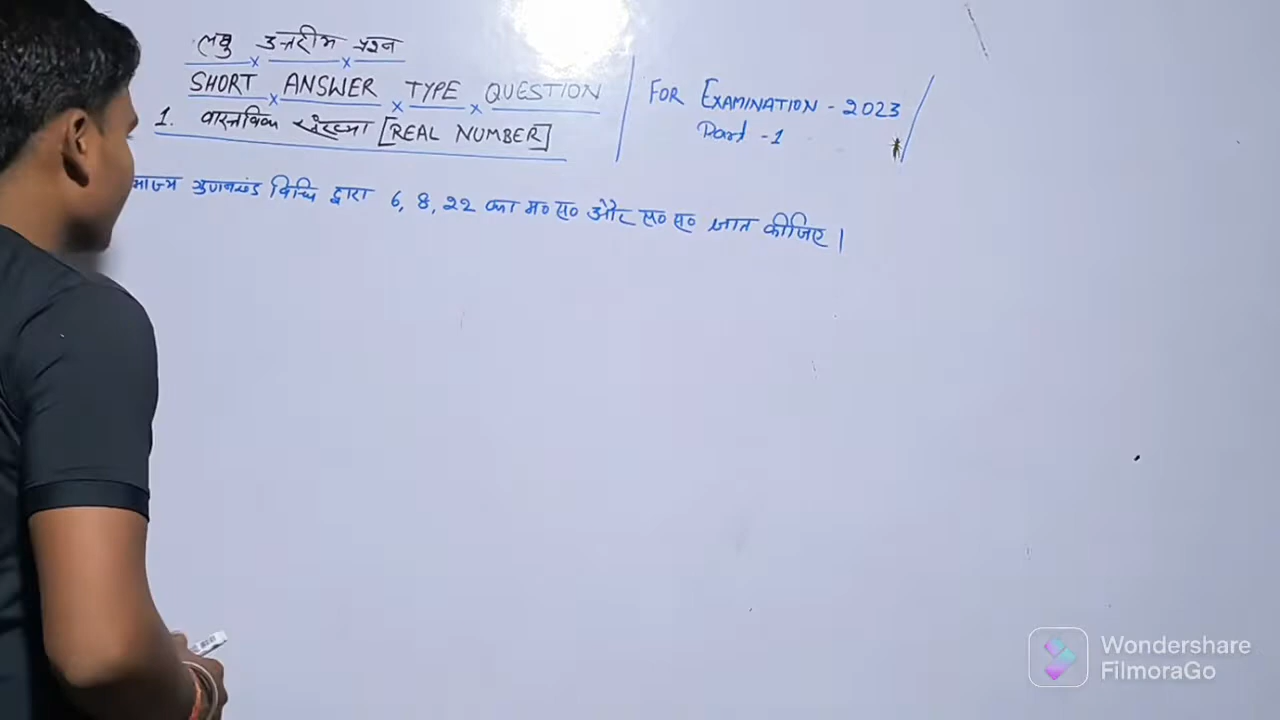 लघु उत्तरीय प्रश्न
SHORT ANSWER TYPE QUESTION
1. वास्तविक संख्या [REAL NUMBER]
FOR EXAMINATION - 2023
Part -1
भाज्य गुणनखंड विधि द्वारा 6, 8, 22 का म० स० और ल० स० ज्ञात कीजिए।
Wondershare
FilmoraGo